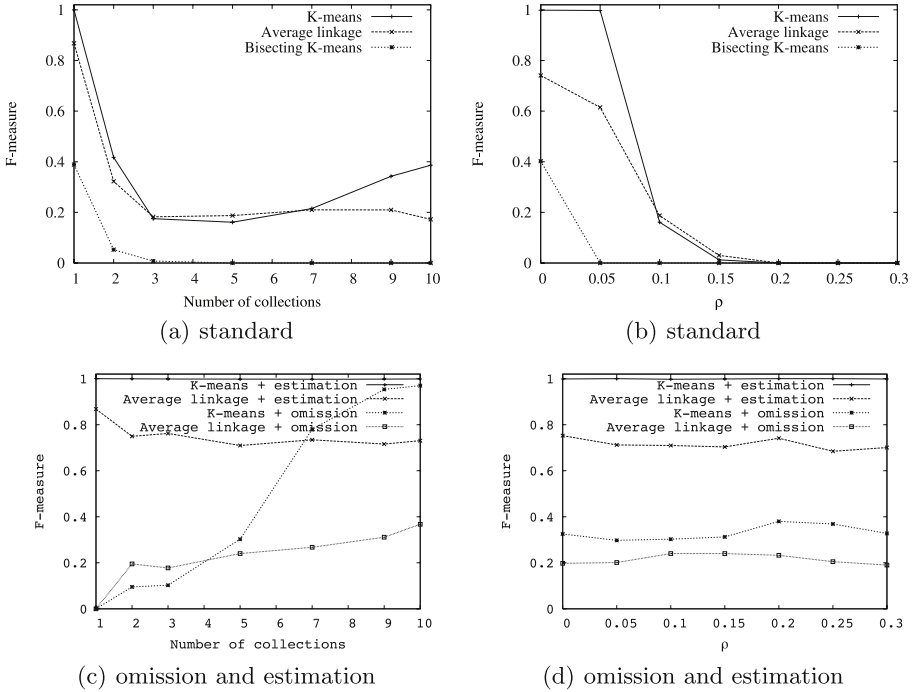 K-means
Average linkage
Bisecting K-means
F-measure
1
0.8
0.6
0.4
0.2
0
1 2 3 4 5 6 7 8 9 10
Number of collections
(a) standard
K-means
Average linkage
Bisecting K-means
F-measure
1
0.8
0.6
0.4
0.2
0
0 0.05 0.1 0.15 0.2 0.25 0.3
ρ
(b) standard
K-means + estimation
Average linkage + estimation
K-means + omission
Average linkage + omission
F-measure
1
0.8
0.6
0.4
0.2
0
1 2 3 4 5 6 7 8 9 10
Number of collections
(c) omission and estimation
K-means + estimation
Average linkage + estimation
K-means + omission
Average linkage + omission
F-measure
1
0.8
0.6
0.4
0.2
0
0 0.05 0.1 0.15 0.2 0.25 0.3
ρ
(d) omission and estimation